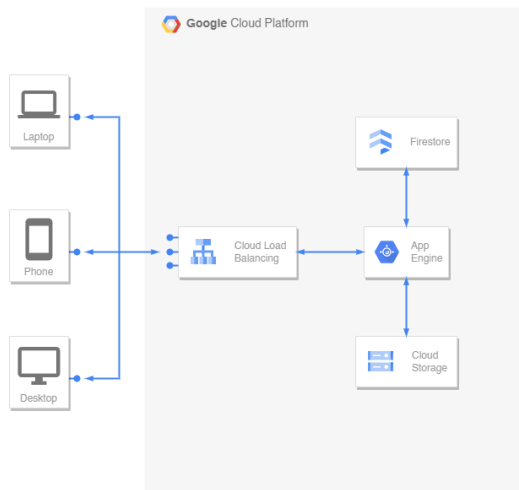 Google Cloud Platform
Laptop
Firestore
Phone
Cloud Load
Balancing
App
Engine
Desktop
Cloud
Storage